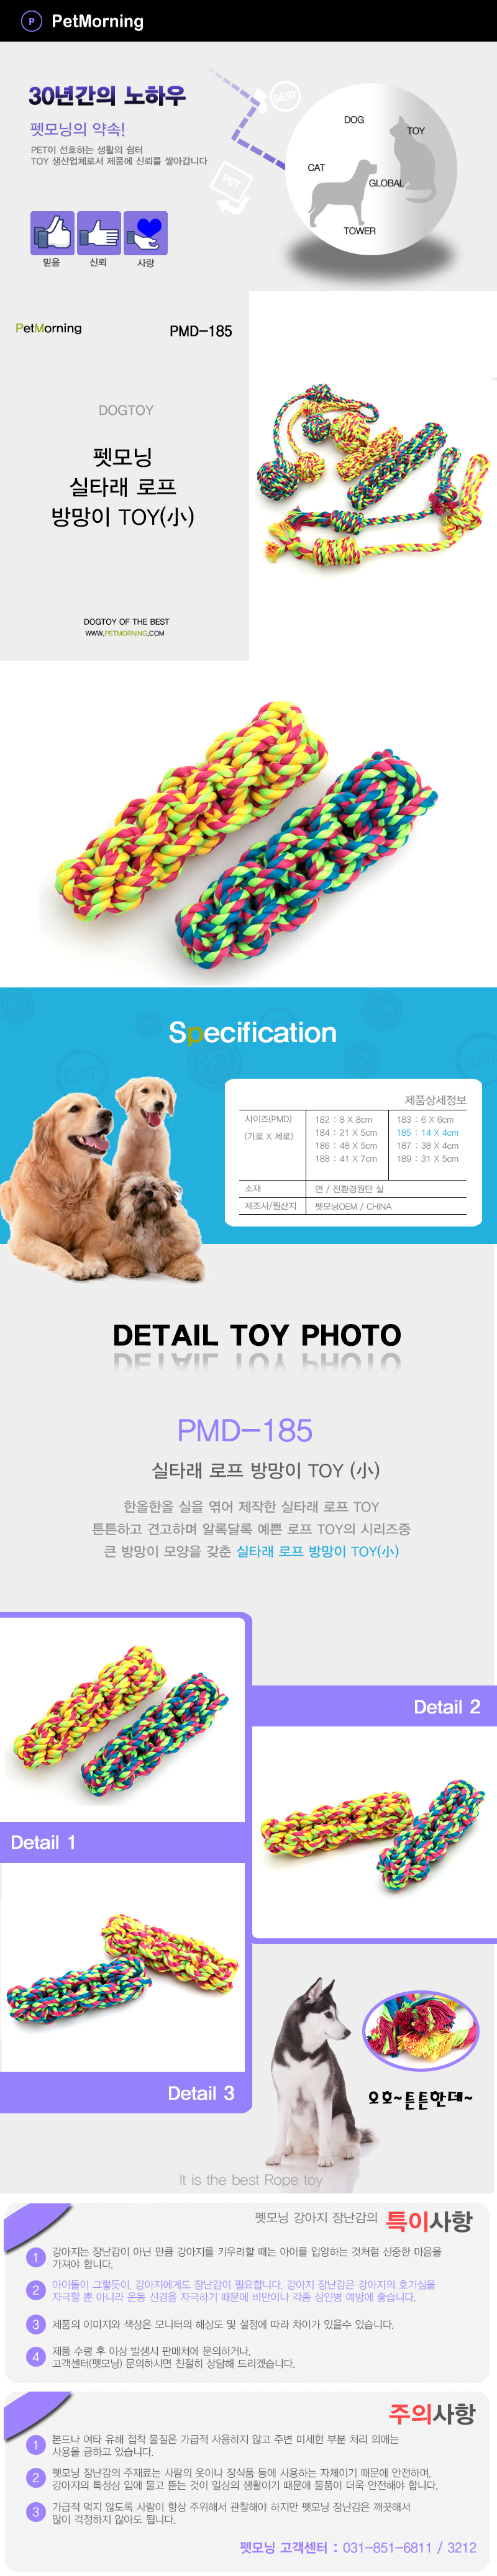 P PetMorning
30년간의 노하우
펫모닝의 약속!
PET이 선호하는 생활의 쉼터
TOY 생산업체로서 제품에 신뢰를 쌓아갑니다
BEST
PET
DOG
TOY
CAT
GLOBAL
TOWER
믿음 신뢰 사랑
PetMorning PMD-185
DOGTOY
펫모닝
실타래 로프
방망이 TOY(小)
DOGTOY OF THE BEST
WWW.PETMORNING.COM
Specification
CAT
PET
제품상세정보
사이즈(PMD) 182 : 8 X 8cm 183 : 6 X 6cm
(가로 X 세로) 184 : 21 X 5cm 185 : 14 X 4cm
186 : 48 X 5cm 187 : 38 X 4cm
188 : 41 X 7cm 189 : 31 X 5cm
소재 면 / 친환경원단 실
제조사/원산지 펫모닝OEM / CHINA
DETAIL TOY PHOTO
PMD-185
실타래 로프 방망이 TOY (小)
한올한올 실을 엮어 제작한 실타래 로프 TOY
튼튼하고 견고하며 알록달록 예쁜 로프 TOY의 시리즈중
큰 방망이 모양을 갖춘 실타래 로프 방망이 TOY(小)
Detail 2
Detail 1
Detail 3
오호~튼튼한데~
It is the best Rope toy
펫모닝 강아지 장난감의 특이사항
1 강아지는 장난감이 아닌 만큼 강아지를 키우려할 때는 아이를 입양하는 것처럼 신중한 마음을
가져야 합니다.
2 아이들이 그렇듯이, 강아지에게도 장난감이 필요합니다. 강아지 장난감은 강아지의 호기심을
자극할 뿐 아니라 운동 신경을 자극하기 때문에 비만이나 각종 성인병 예방에 좋습니다.
3 제품의 이미지와 색상은 모니터의 해상도 및 설정에 따라 차이가 있을수 있습니다.
4 제품 수령 후 이상 발생시 판매처에 문의하거나,
고객센터(펫모닝) 문의하시면 친절히 상담해 드리겠습니다.
주의사항
1 본드나 여타 유해 접착 물질은 가급적 사용하지 않고 주변 미세한 부분 처리 외에는
사용을 금하고 있습니다.
2 펫모닝 장난감의 주재료는 사람의 옷이나 장식품 등에 사용하는 자체이기 때문에 안전하며,
강아지의 특성상 입에 물고 뜯는 것이 일상의 생활이기 때문에 물품이 더욱 안전해야 합니다.
3 가급적 먹지 않도록 사람이 항상 주위해서 관찰해야 하지만 펫모닝 장난감은 깨끗해서
많이 걱정하지 않아도 됩니다.
펫모닝 고객센터 : 031-851-6811 / 3212